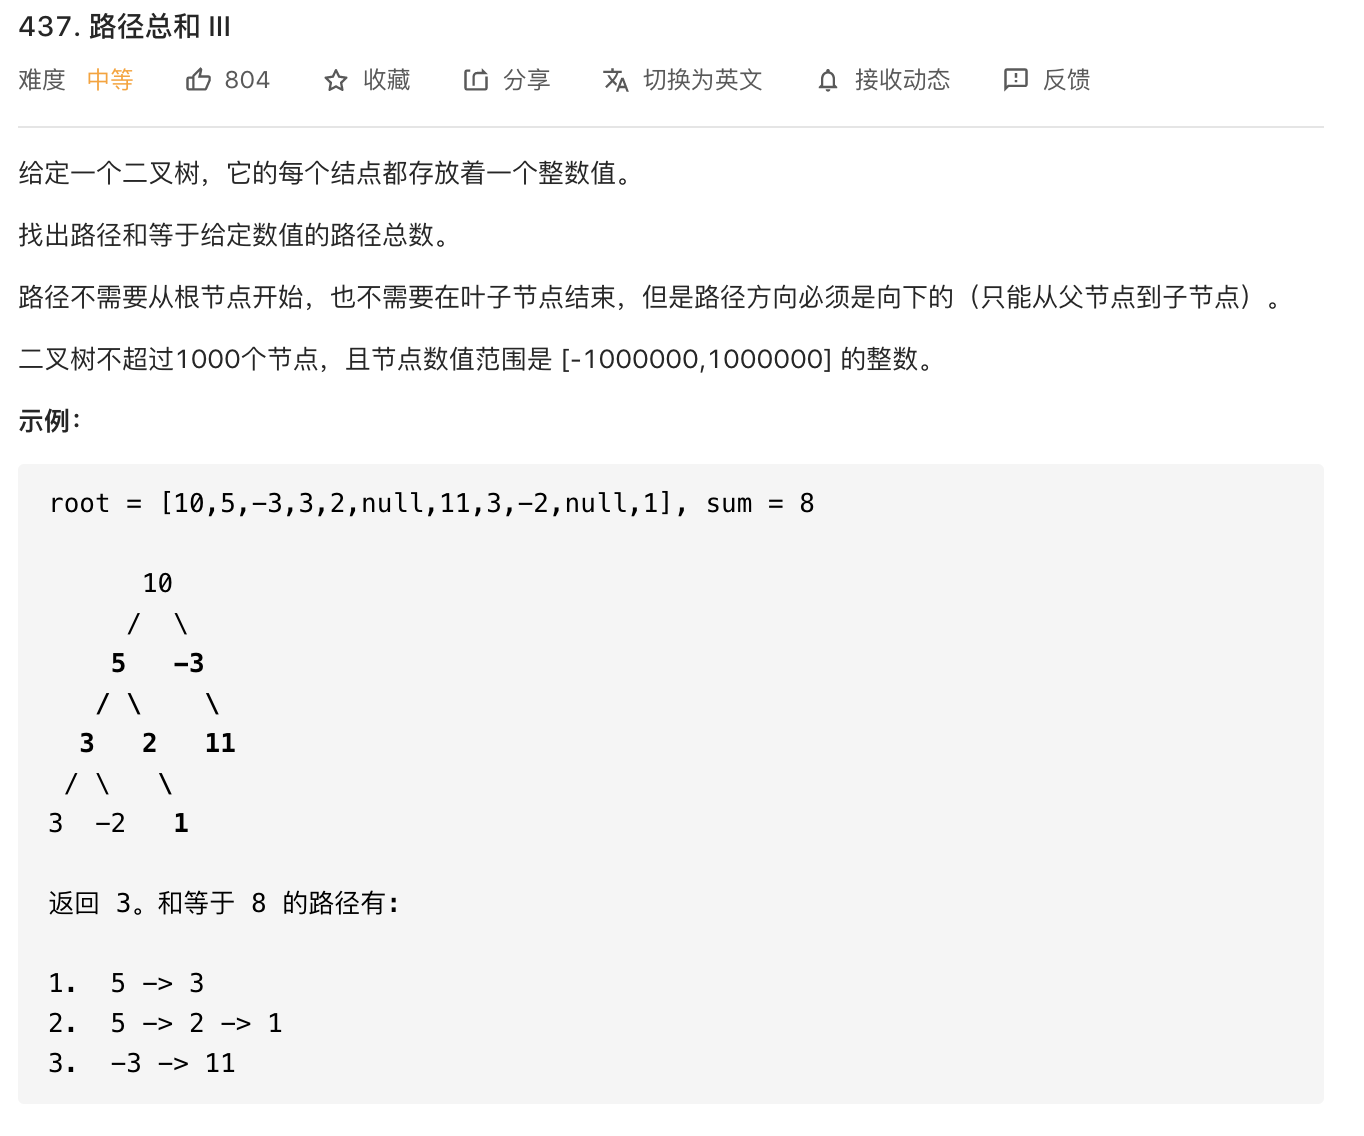 437. 路径总和 III
难度 中等 804 收藏 分享 切换为英文 接收动态 反馈
给定一个二叉树，它的每个结点都存放着一个整数值。
找出路径和等于给定数值的路径总数。
路径不需要从根节点开始，也不需要在叶子节点结束，但是路径方向必须是向下的（只能从父节点到子节点）。
二叉树不超过1000个节点，且节点数值范围是 [-1000000,1000000] 的整数。
示例：
root = [10,5,-3,3,2,null,11,3,-2,null,1], sum = 8
10
/ \
5 -3
/ \ \
3 2 11
/ \ \
3 -2 1
返回 3。和等于 8 的路径有:
1. 5 -> 3
2. 5 -> 2 -> 1
3. -3 -> 11